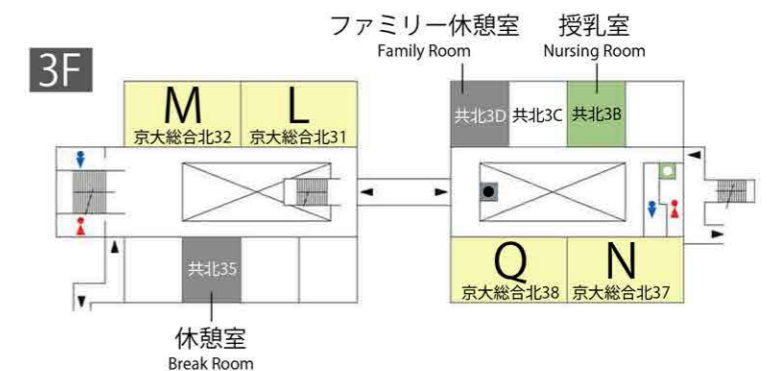 ファミリー休憩室
Family Room
授乳室
Nursing Room
3F
M
京大総合北32
L
京大総合北31
共北3D
共北3C
共北3B
共北35
Q
京大総合北38
N
京大総合北37
休憩室
Break Room